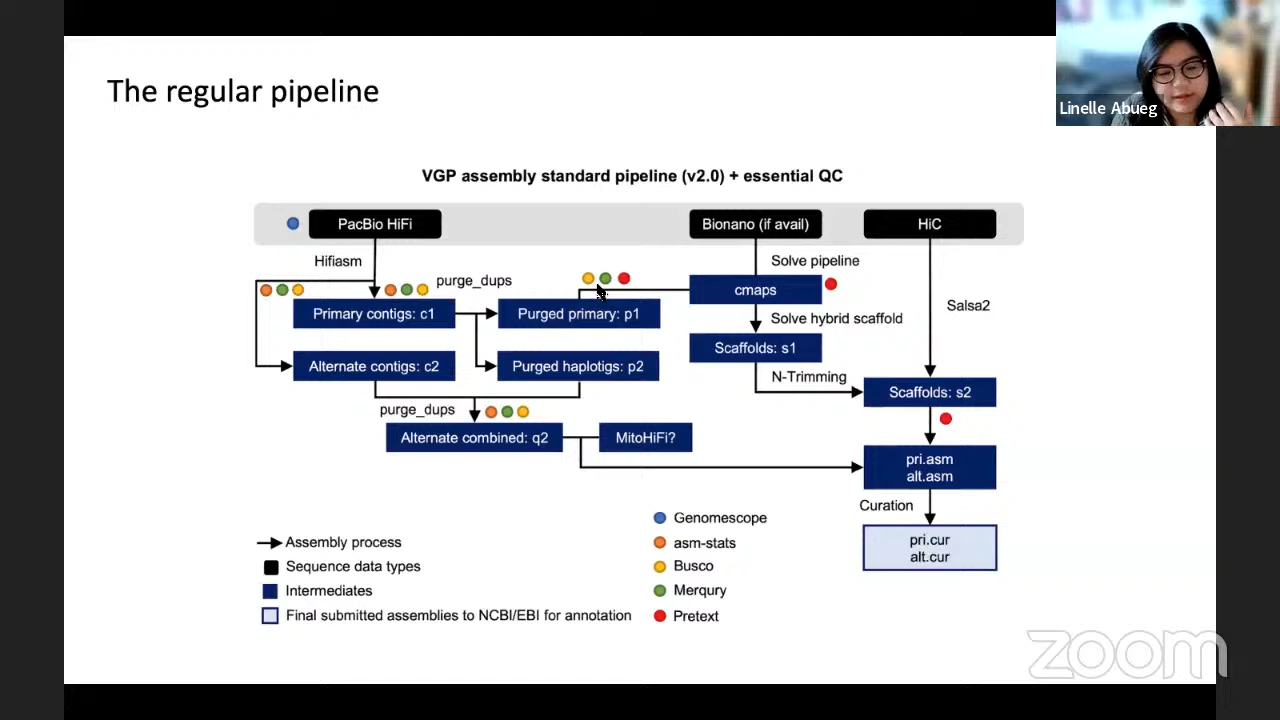 The regular pipeline
Linelle Abueg
VGP assembly standard pipeline (v2.0) + essential QC
PacBio HiFi
Bionano (if avail)
HiC
Hifiasm
Solve pipeline
purge_dups
cmaps
Salsa2
Primary contigs: c1
Purged primary: p1
Solve hybrid scaffold
Scaffolds: s1
Alternate contigs: c2
Purged haplotigs: p2
N-Trimming
Scaffolds: s2
purge_dups
Alternate combined: q2
MitoHiFi?
pri.asm
alt.asm
Curation
pri.cur
alt.cur
Assembly process
Sequence data types
Intermediates
Final submitted assemblies to NCBI/EBI for annotation
Genomescope
asm-stats
Busco
Merqury
Pretext
zoom